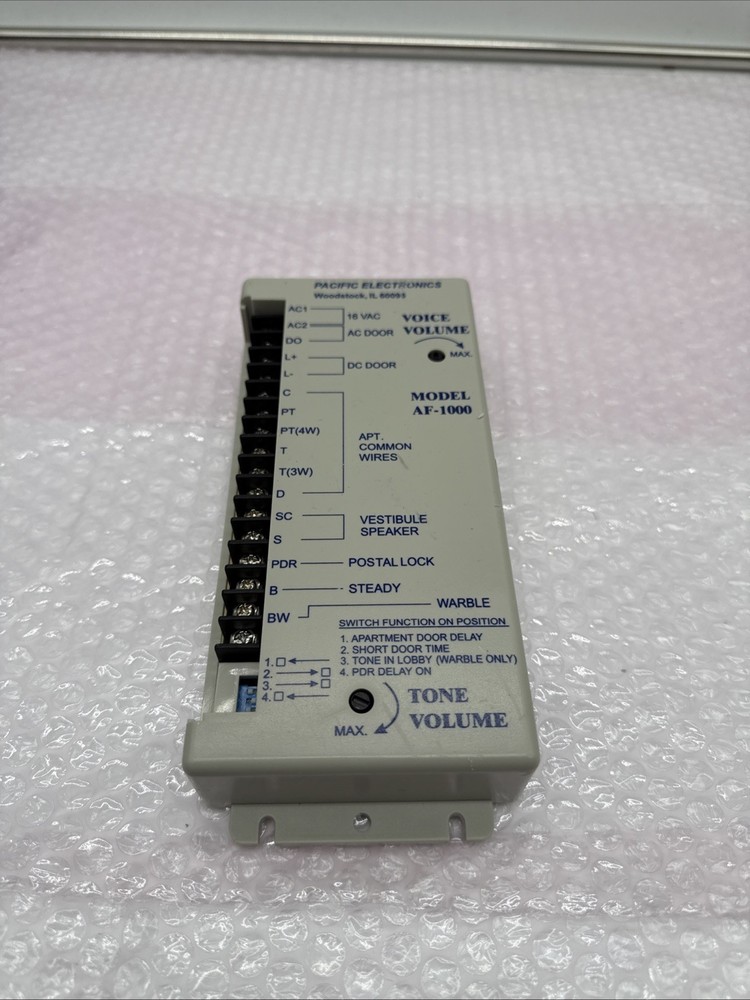 PACIFIC ELECTRONICS
Woodstock, IL 60098
AC1
16 VAC
VOICE
VOLUME
AC2
AC DOOR
DO
MAX.
L+
DC DOOR
L-
C
MODEL
AF-1000
PT
PT(4W)
APT.
COMMON
WIRES
T
T(3W)
D
SC
VESTIBULE
SPEAKER
S
PDR POSTAL LOCK
B STEADY
BW WARBLE
SWITCH FUNCTION ON POSITION
1. APARTMENT DOOR DELAY
2. SHORT DOOR TIME
3. TONE IN LOBBY (WARBLE ONLY)
4. PDR DELAY ON
1.
2.
3.
4.
TONE
VOLUME
MAX.